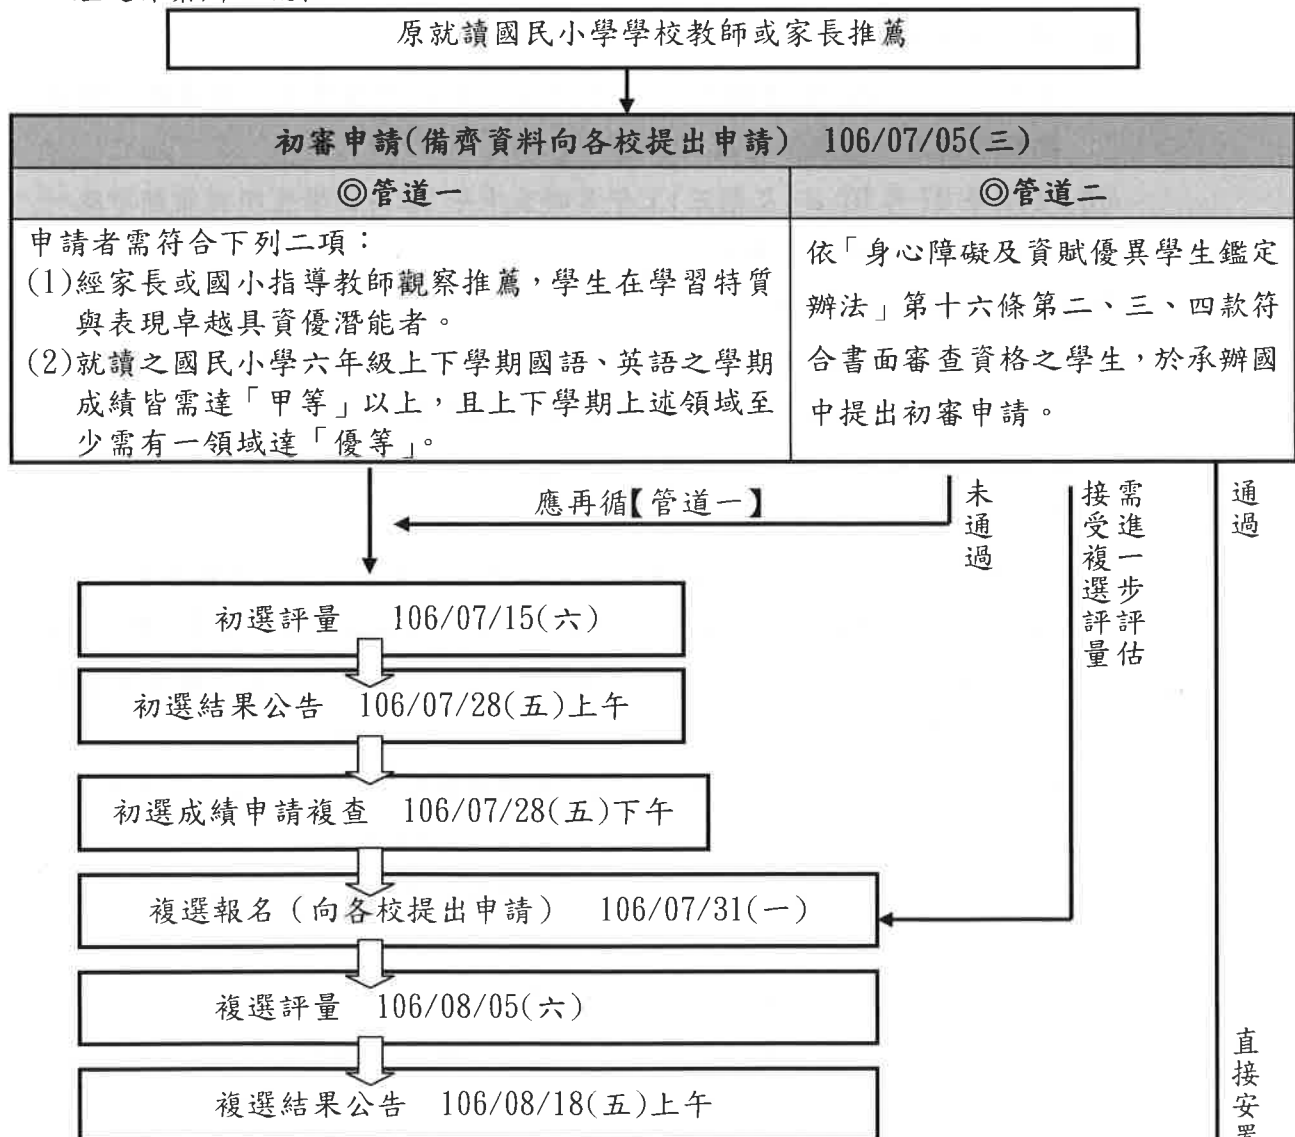 原就讀國民小學學校教師或家長推薦
初審申請(備齊資料向各校提出申請) 106/07/05(三)
◎管道一
申請者需符合下列二項：
(1)經家長或國小指導教師觀察推薦，學生在學習特質
與表現卓越具資優潛能者。
(2)就讀之國民小學六年級上下學期國語、英語之學期
成績皆需達「甲等」以上，且上下學期上述領域至
少需有一領域達「優等」。
◎管道二
依「身心障礙及資賦優異學生鑑定
辦法」第十六條第二、三、四款符
合書面審查資格之學生，於承辦國
中提出初審申請。
應再循【管道一】
未通過
需進一步評估
接受複選評量
通過
初選評量 106/07/15(六)
初選結果公告 106/07/28(五)上午
初選成績申請複查 106/07/28(五)下午
複選報名（向各校提出申請） 106/07/31(一)
複選評量 106/08/05(六)
複選結果公告 106/08/18(五)上午
直接安置